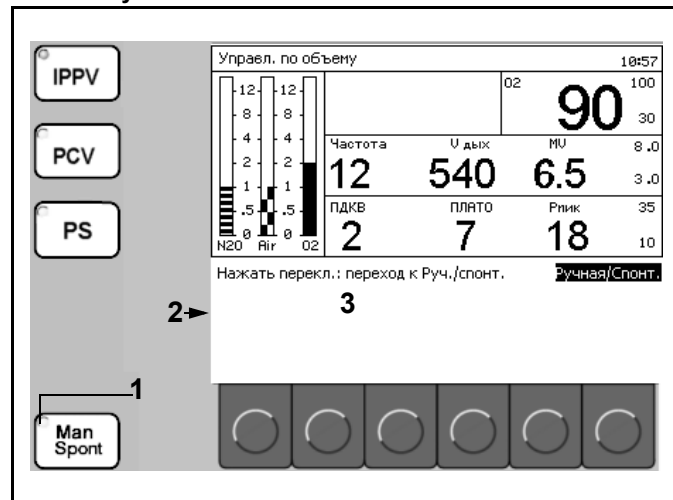 IPPV
PCV
PS
Man
Spont
1
2
3
Управл. по объему 10:57
12 12
8 8
4 4
2 2
1 1
.5 .5
0 0
N2O Air O2
O2 90 100 30
Частота V дых MV 8.0
12 540 6.5 3.0
ПДКВ ПЛАТО Pпик 35
2 7 18 10
Нажать перекл.: переход к Руч./спонт. Ручная/Спонт.